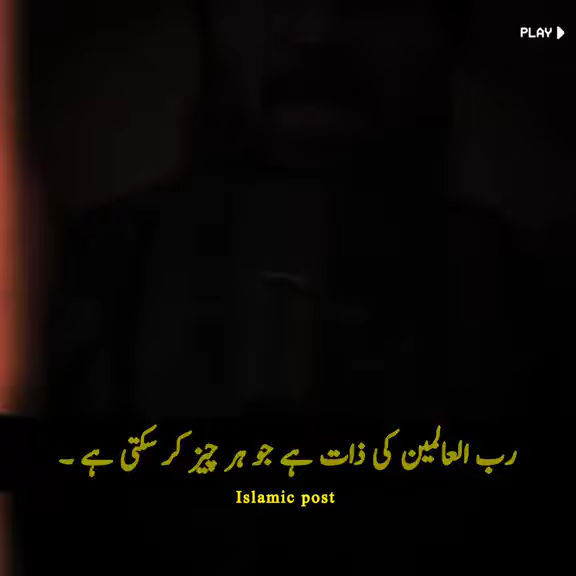 PLAY
رب العالمین کی ذات ہے جو ہر چیز کر سکتی ہے ۔
Islamic post